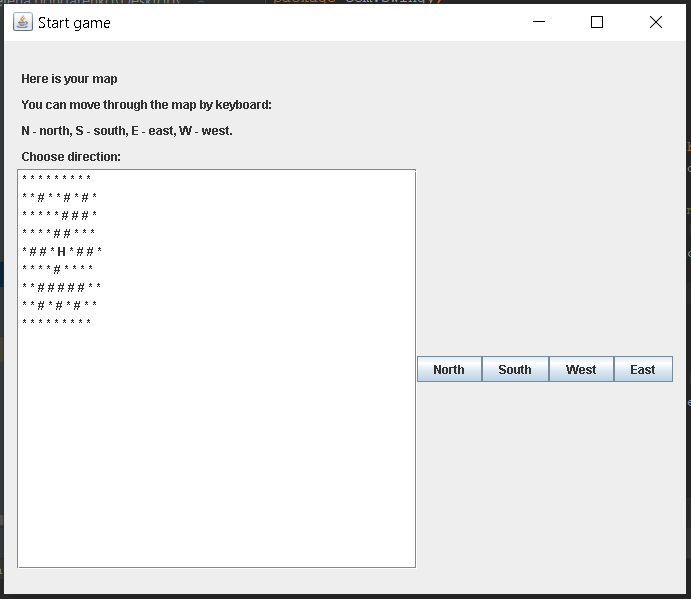 Start game
Here is your map
You can move through the map by keyboard:
N - north, S - south, E - east, W - west.
Choose direction:
* * * * * * * * *
* * # * * # * # *
* * * * * # # # *
* * * * # # * * *
* # # * H * # # *
* * * * # * * * *
* * # # # # # * *
* * # * # * # * *
* * * * * * * * *
North South West East